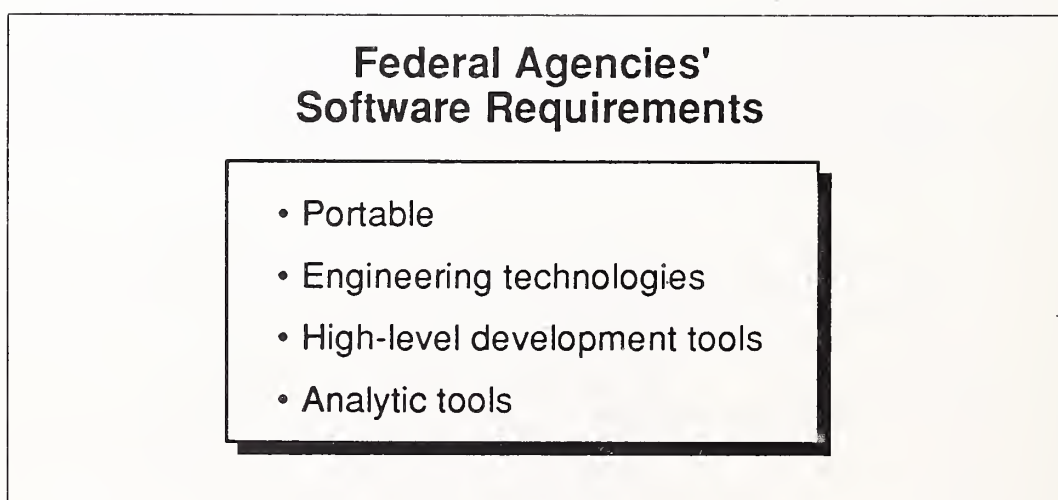 Federal Agencies'
Software Requirements
• Portable
• Engineering technologies
• High-level development tools
• Analytic tools